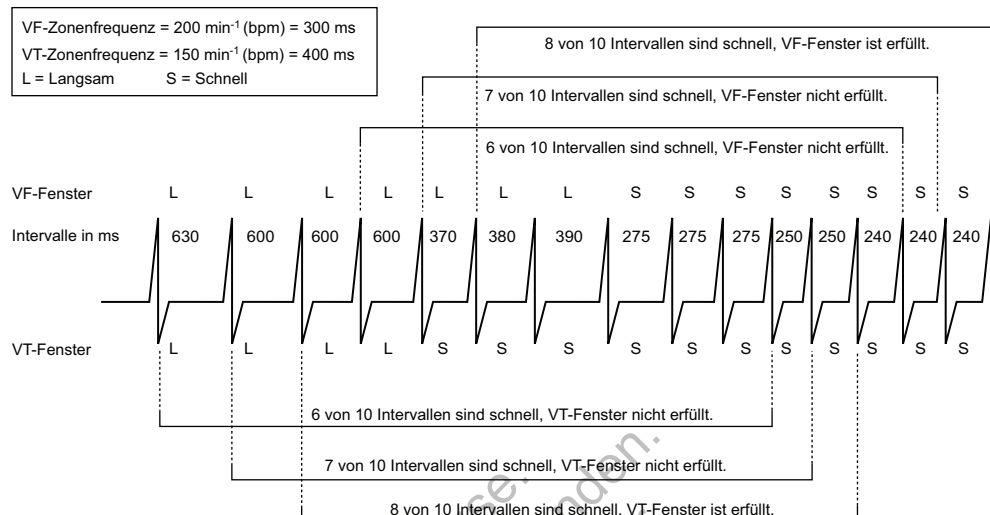 VF-Zonenfrequenz = 200 min⁻¹ (bpm) = 300 ms
VT-Zonenfrequenz = 150 min⁻¹ (bpm) = 400 ms
L = Langsam S = Schnell
8 von 10 Intervallen sind schnell, VF-Fenster ist erfüllt.
7 von 10 Intervallen sind schnell, VF-Fenster nicht erfüllt.
6 von 10 Intervallen sind schnell, VF-Fenster nicht erfüllt.
VF-Fenster L L L L L L L S S S S S S S S
Intervalle in ms 630 600 600 600 370 380 390 275 275 275 250 250 240 240 240
VT-Fenster L L L L S S S S S S S S S S S
6 von 10 Intervallen sind schnell, VT-Fenster nicht erfüllt.
7 von 10 Intervallen sind schnell, VT-Fenster nicht erfüllt.
8 von 10 Intervallen sind schnell, VT-Fenster ist erfüllt.